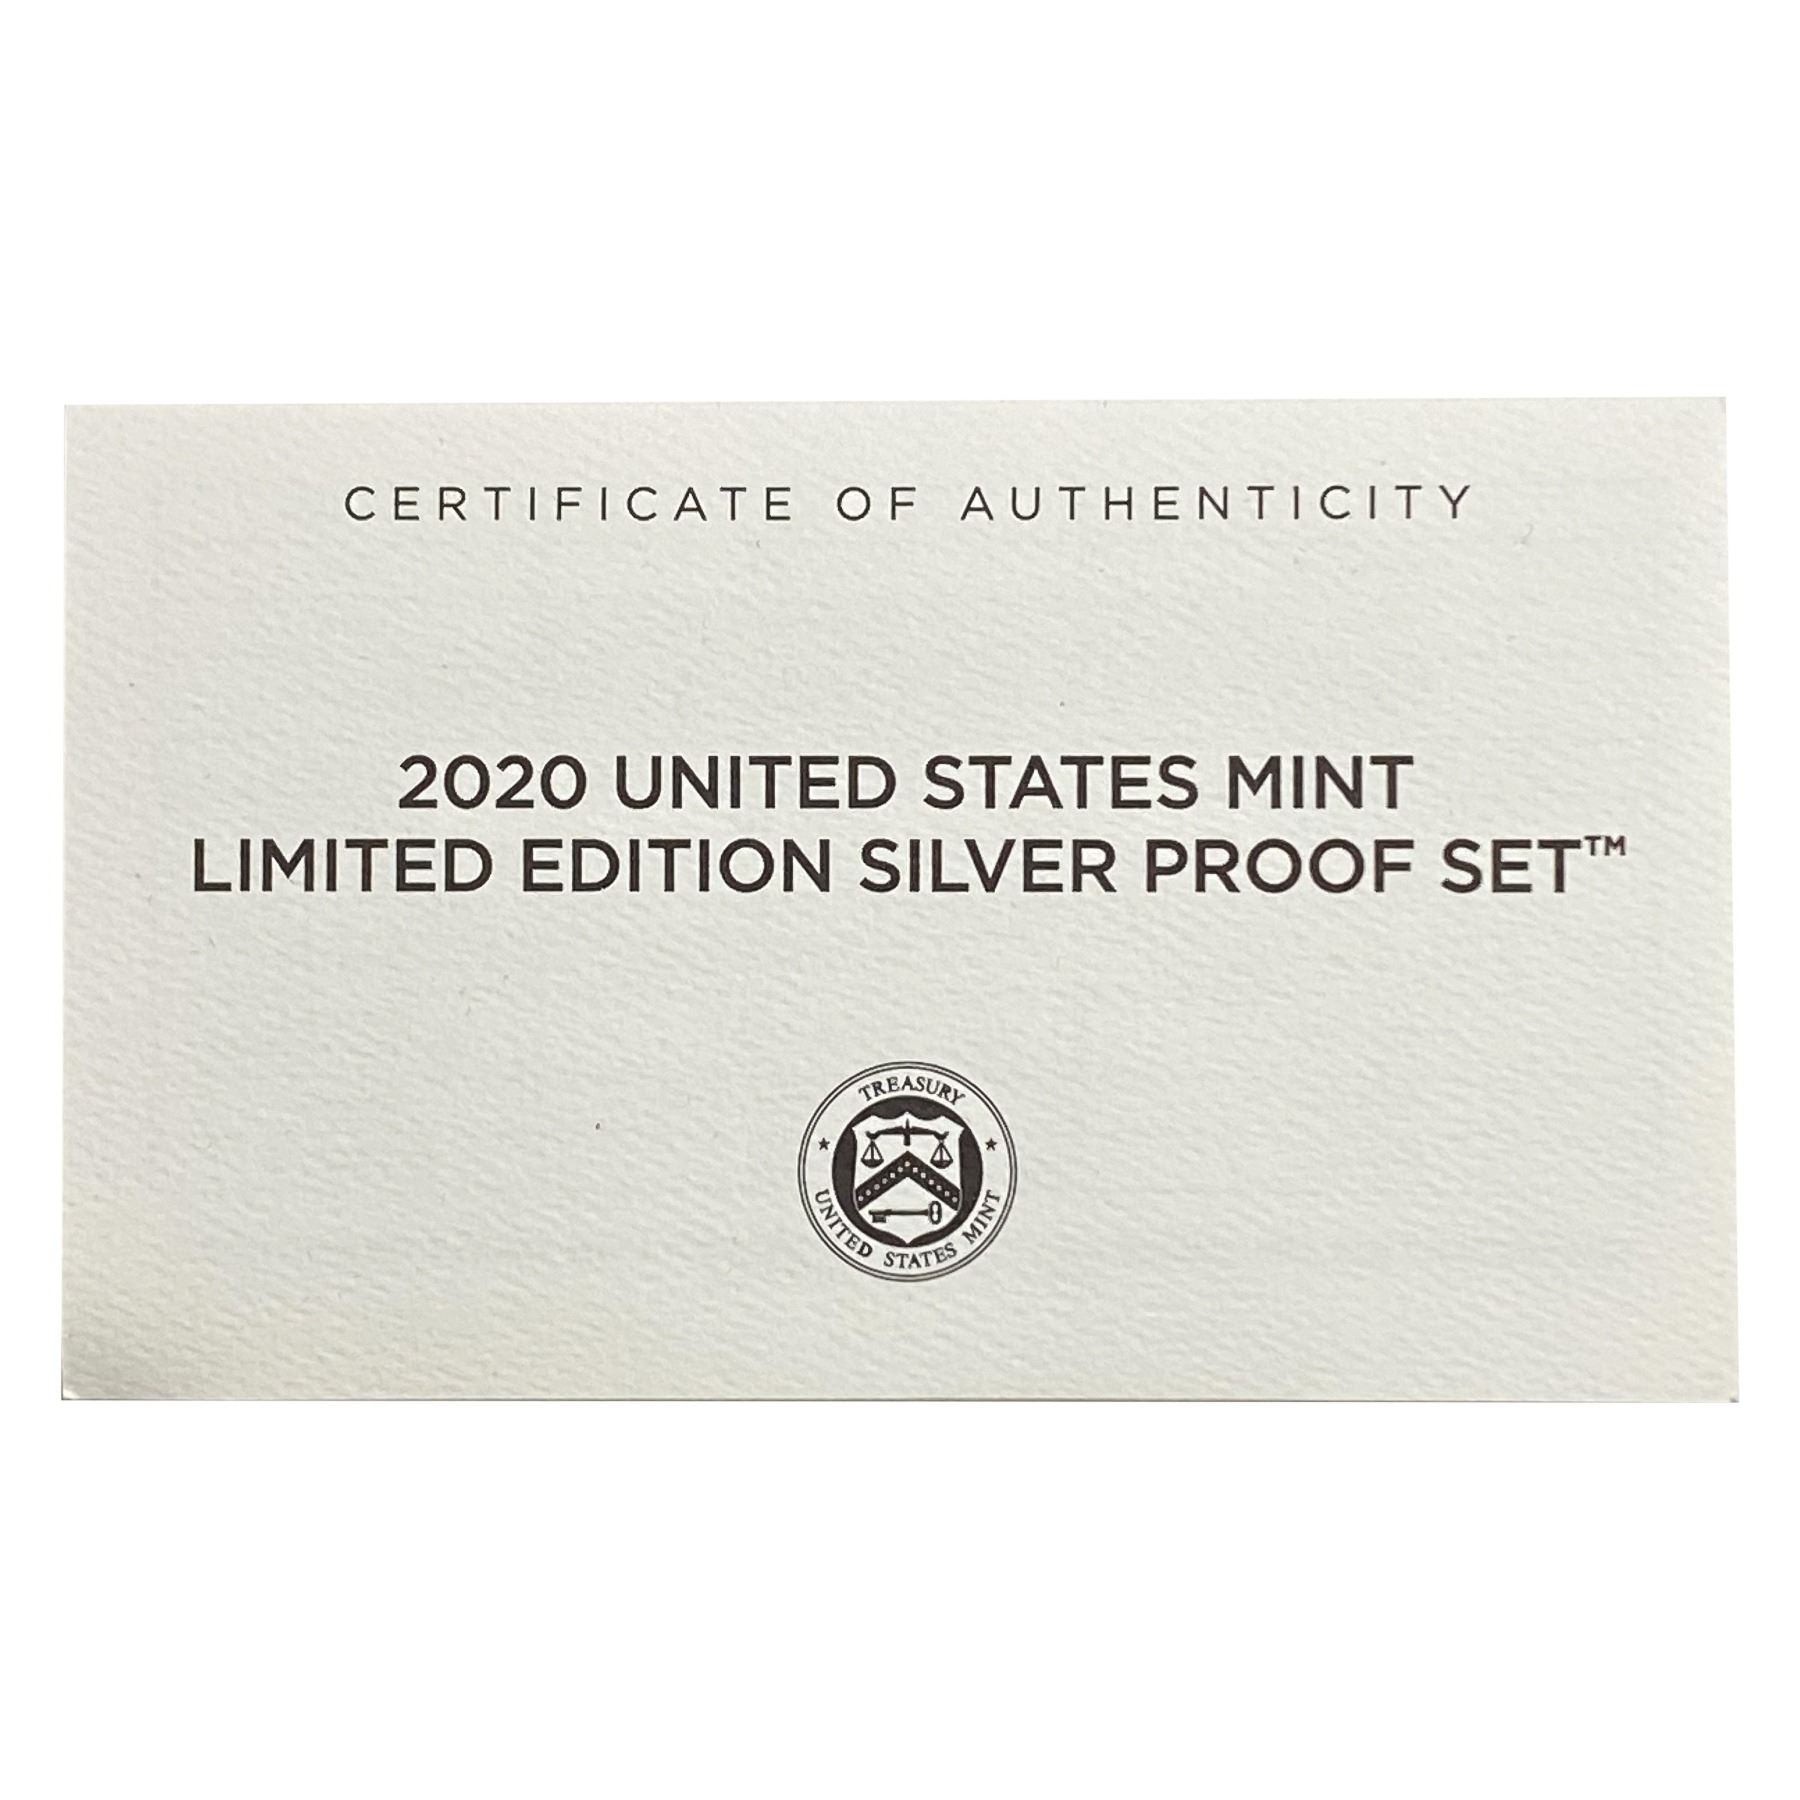 CERTIFICATE OF AUTHENTICITY
2020 UNITED STATES MINT
LIMITED EDITION SILVER PROOF SET™
TREASURY
UNITED STATES MINT